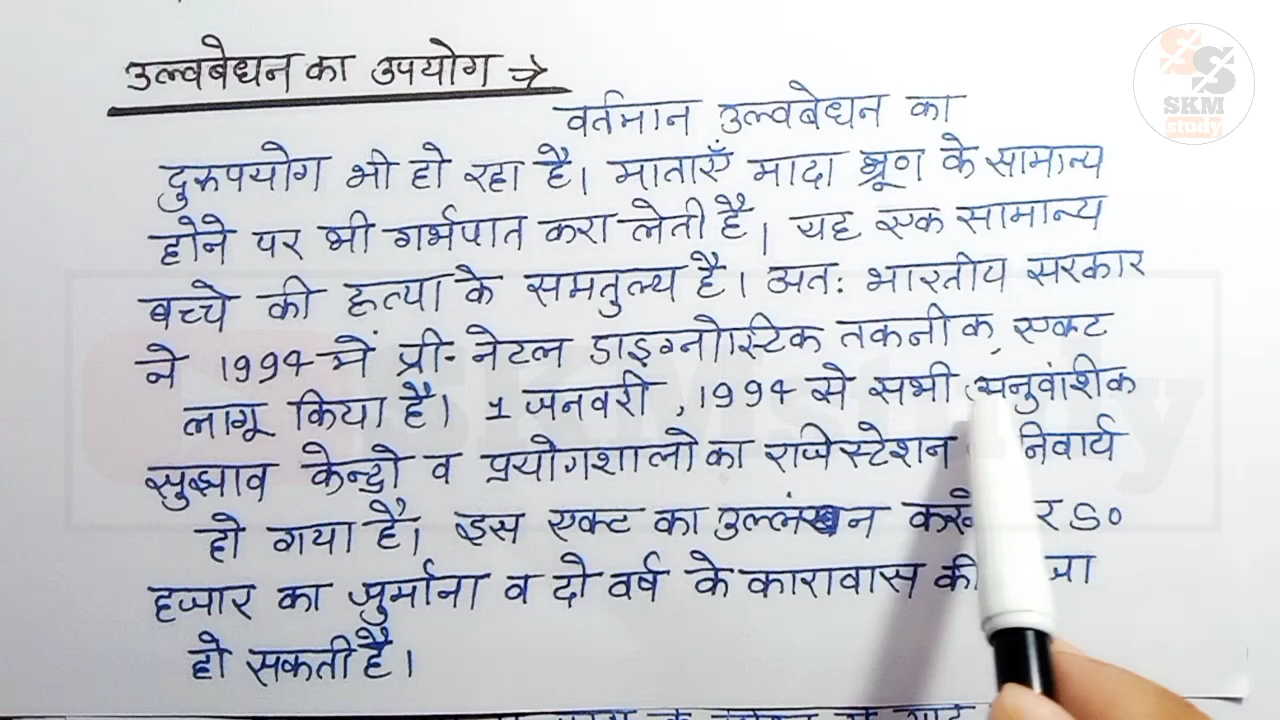 उल्वबेधन का उपयोग →
वर्तमान उल्वबेधन का
दुरुपयोग भी हो रहा है। माताएँ मादा भ्रूण के सामान्य
होने पर भी गर्भपात करा लेती है। यह एक सामान्य
बच्चे की हत्या के समतुल्य है। अतः भारतीय सरकार
ने 1994 में प्री-नेटल डाइग्नोस्टिक तकनीक एक्ट
लागू किया है। 1 जनवरी, 1994 से सभी अनुवांशिक
सुझाव केन्द्रो व प्रयोगशालो का रजिस्टेशन निवार्य
हो गया है। इस एक्ट का उल्लंघन कर र 50
हजार का जुर्माना व दो वर्ष के कारावास की जा
हो सकती है।
SKM
study